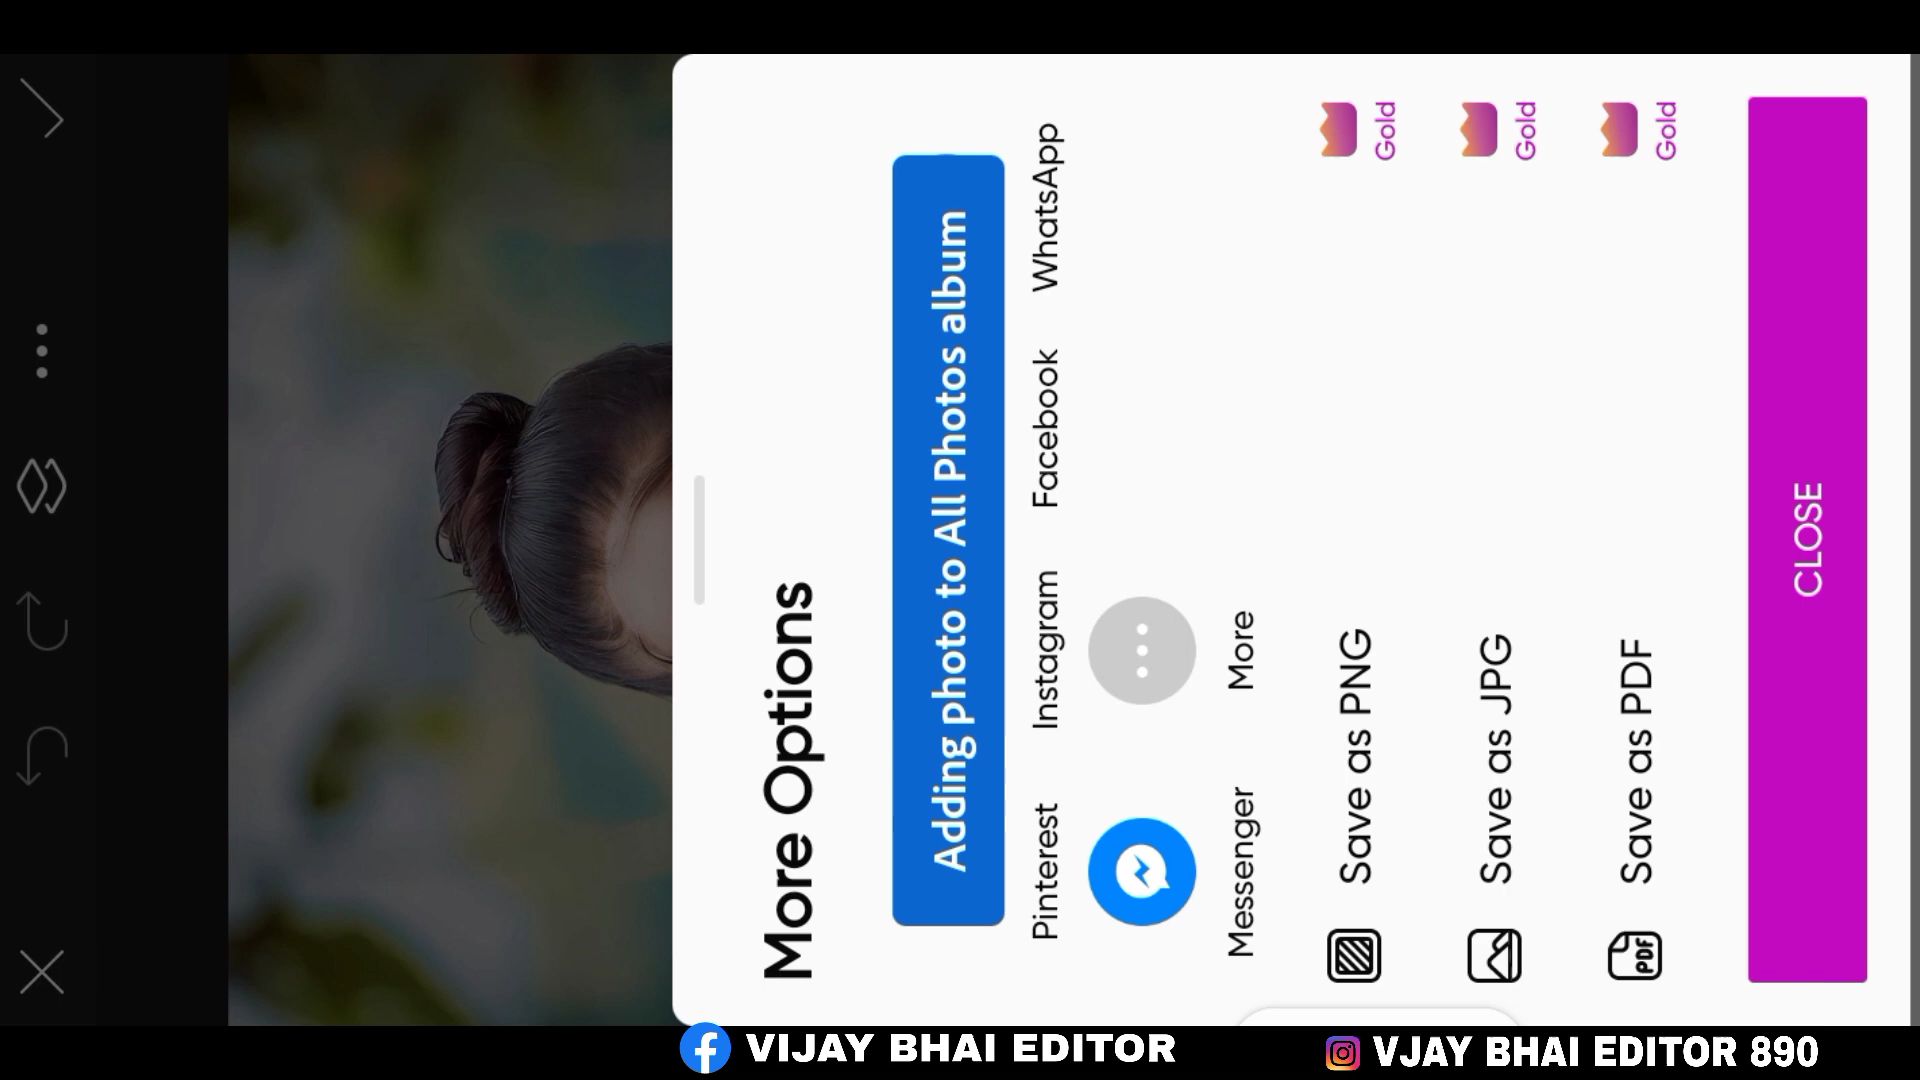 More Options
Adding photo to All Photos album
Pinterest Instagram Facebook WhatsApp
Messenger More
Save as PNG Gold
Save as JPG Gold
PDF Save as PDF Gold
CLOSE
VIJAY BHAI EDITOR
VJAY BHAI EDITOR 890